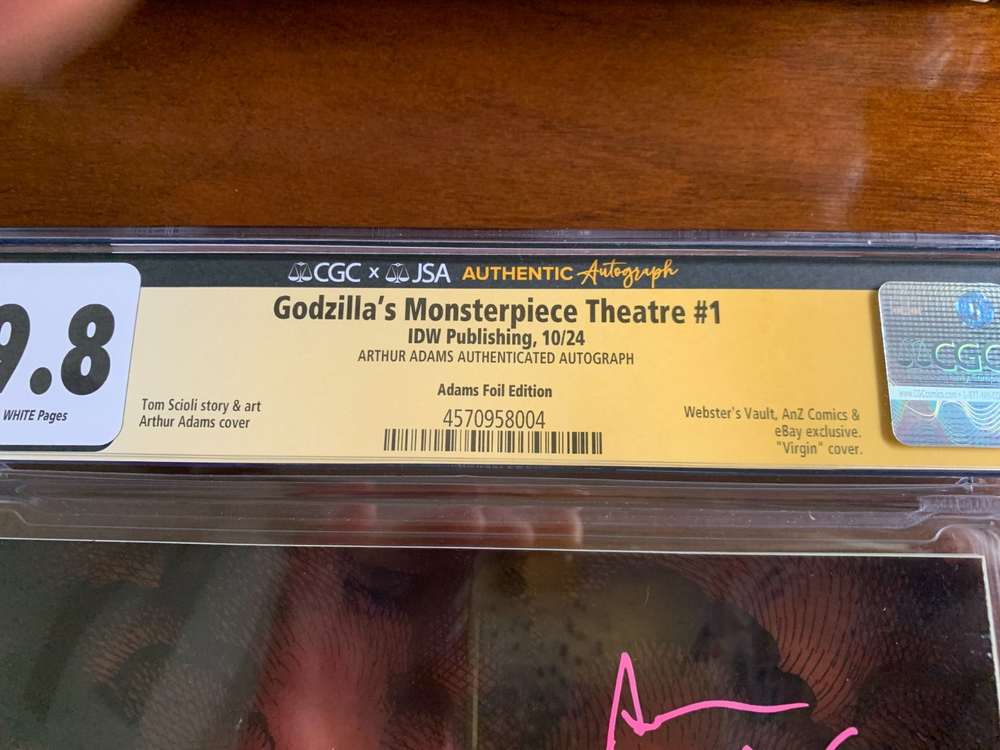 CGC x JSA AUTHENTIC Autograph
Godzilla's Monsterpiece Theatre #1
IDW Publishing, 10/24
ARTHUR ADAMS AUTHENTICATED AUTOGRAPH
Adams Foil Edition
4570958004
9.8
WHITE Pages
Tom Scioli story & art
Arthur Adams cover
Webster's Vault, AnZ Comics &
eBay exclusive.
"Virgin" cover.
CGC